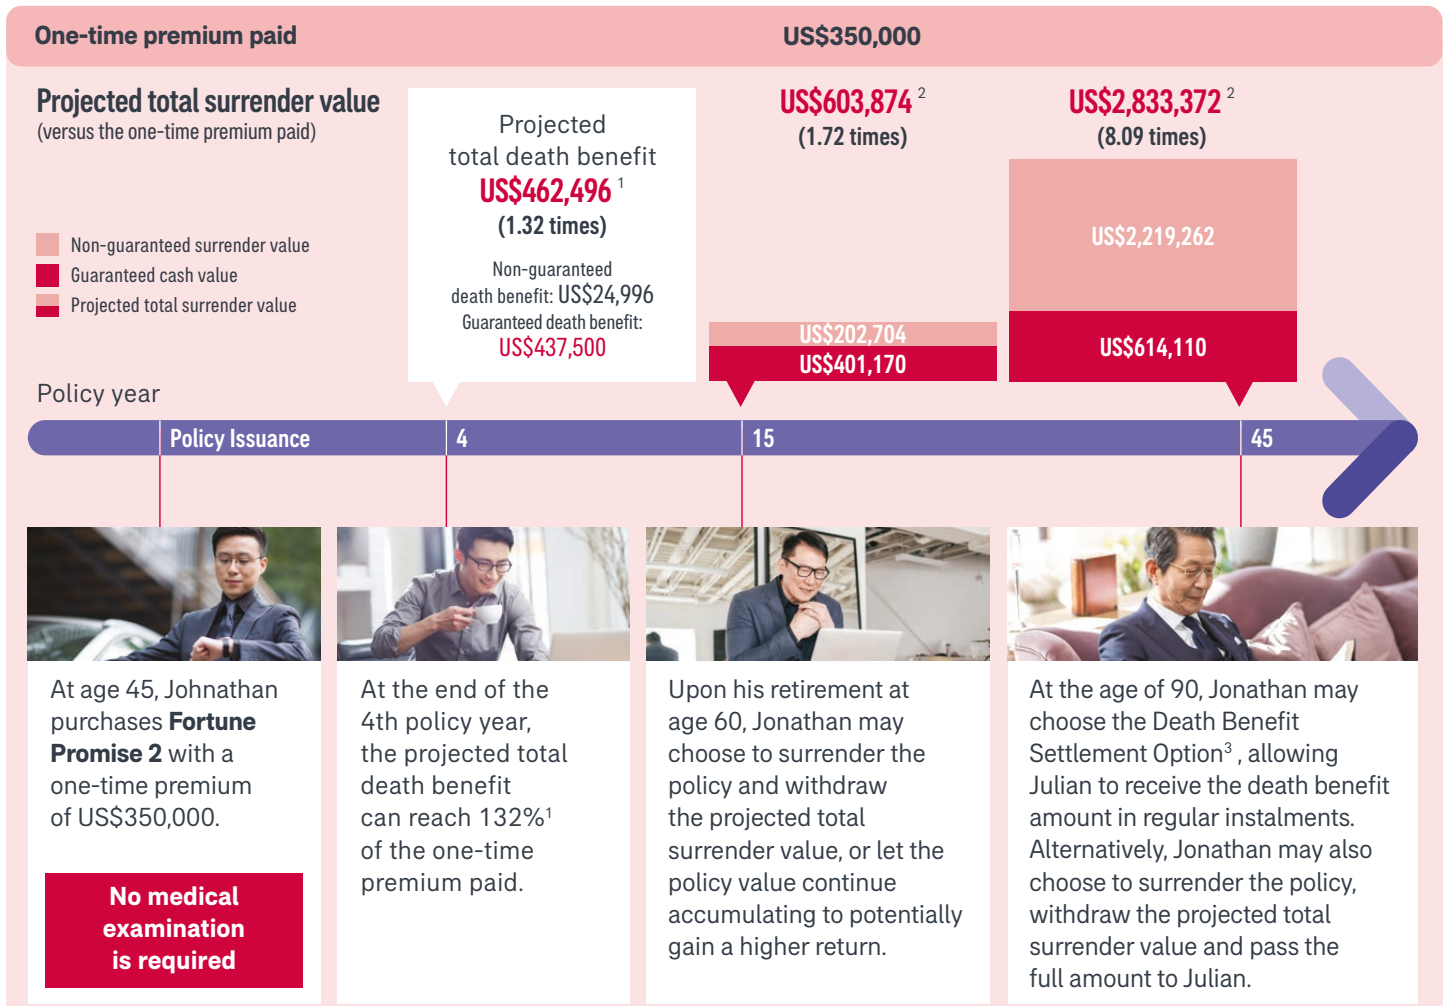 One-time premium paid
US$350,000
Projected total surrender value
(versus the one-time premium paid)
Projected
total death benefit
US$462,496 1
(1.32 times)
Non-guaranteed
death benefit: US$24,996
Guaranteed death benefit:
US$437,500
US$603,874 2
(1.72 times)
US$2,833,372 2
(8.09 times)
Non-guaranteed surrender value
Guaranteed cash value
Projected total surrender value
US$202,704
US$401,170
US$2,219,262
US$614,110
Policy year
Policy Issuance
4
15
45
At age 45, Johnathan
purchases Fortune
Promise 2 with a
one-time premium
of US$350,000.
No medical
examination
is required
At the end of the
4th policy year,
the projected total
death benefit
can reach 132%1
of the one-time
premium paid.
Upon his retirement at
age 60, Jonathan may
choose to surrender the
policy and withdraw
the projected total
surrender value, or let the
policy value continue
accumulating to potentially
gain a higher return.
At the age of 90, Jonathan may
choose the Death Benefit
Settlement Option3 , allowing
Julian to receive the death benefit
amount in regular instalments.
Alternatively, Jonathan may also
choose to surrender the policy,
withdraw the projected total
surrender value and pass the
full amount to Julian.